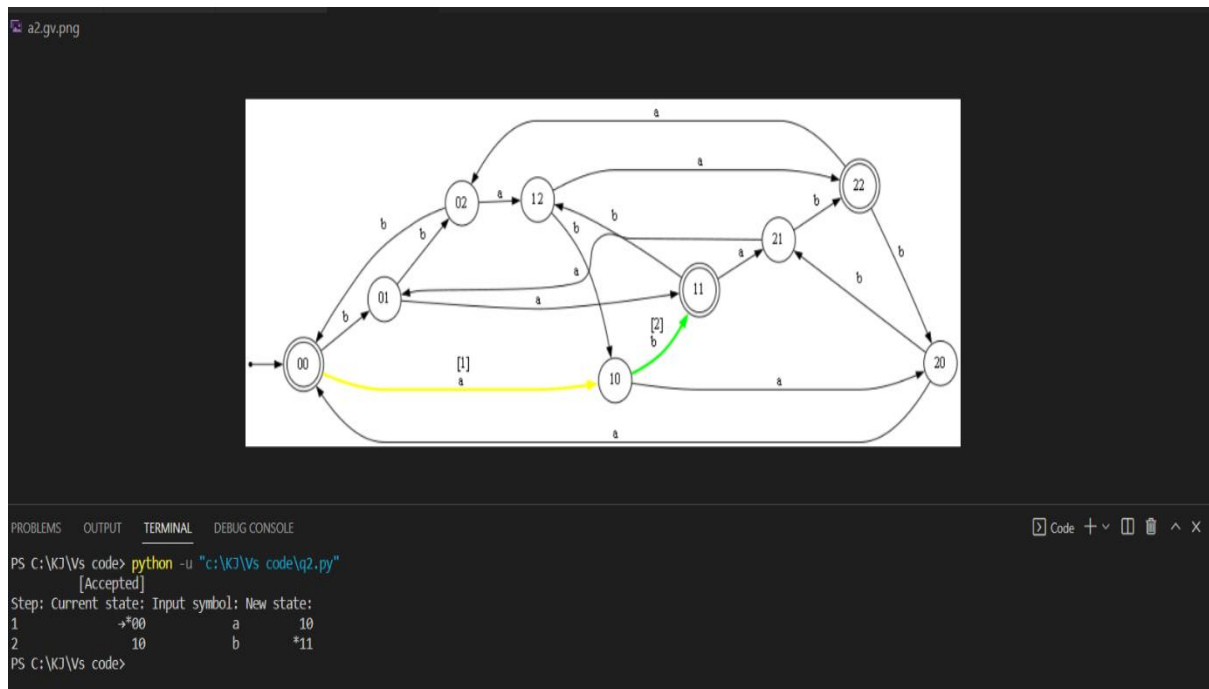 a2.gv.png
a
a
22
02
a
12
b
b
b
b
b
21
a
b
a
11
b
01
a
b
b
[2]
b
00
[1]
a
10
a
20
a
PROBLEMS OUTPUT TERMINAL DEBUG CONSOLE
Code
PS C:\KJ\Vs code> python -u "c:\KJ\Vs code\q2.py"
[Accepted]
Step: Current state: Input symbol: New state:
1 →*00 a 10
2 10 b *11
PS C:\KJ\Vs code>